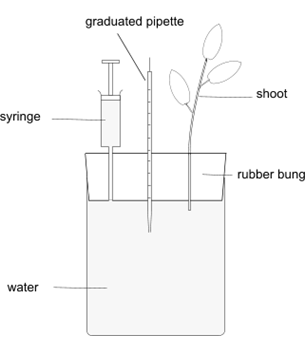 graduated pipette
shoot
syringe
rubber bung
water